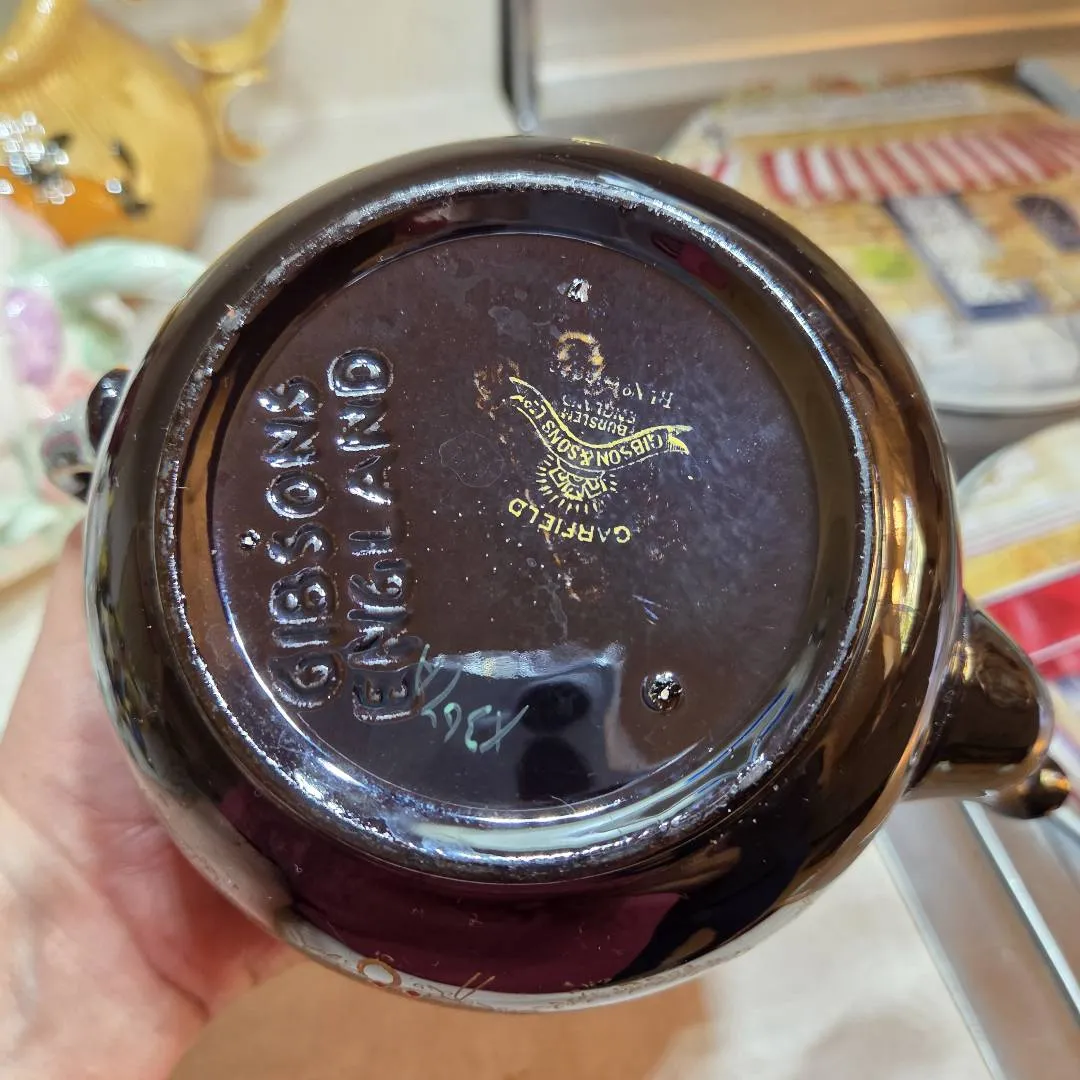 GIBSONS
ENGLAND
GARFIELD
GIBSON & SONS LTD
BURSLEM
ENGLAND